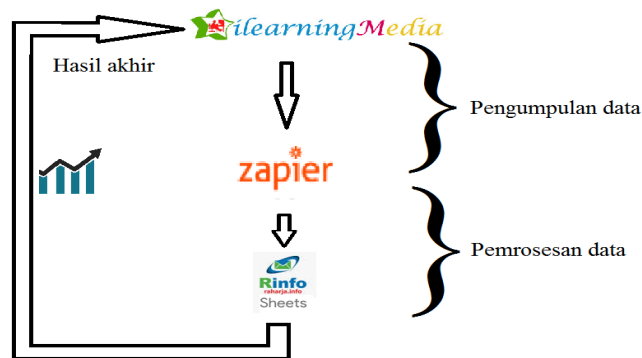 ilearningMedia
Hasil akhir
Pengumpulan data
zapier
Pemrosesan data
Rinfo
raharja.info
Sheets